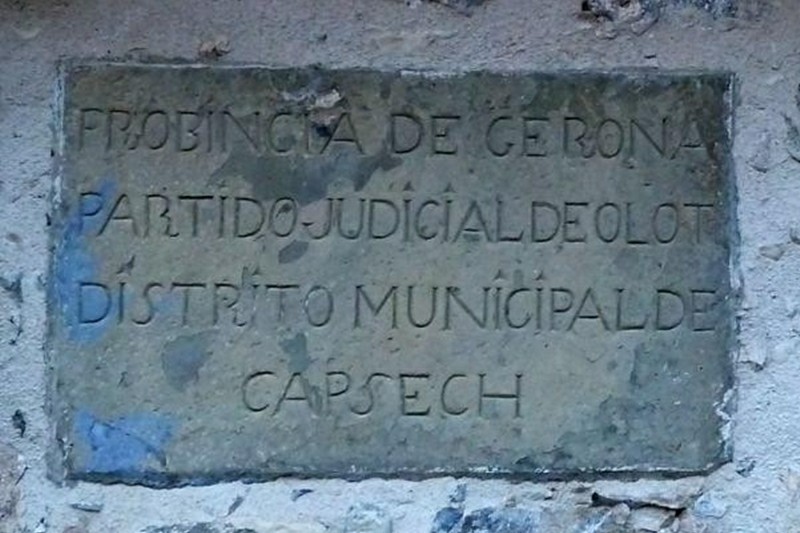 PROBINCIA DE GERONA
PARTIDO JUDICIAL DE OLOT
DISTRITO MUNICIPAL DE
CAPSECH